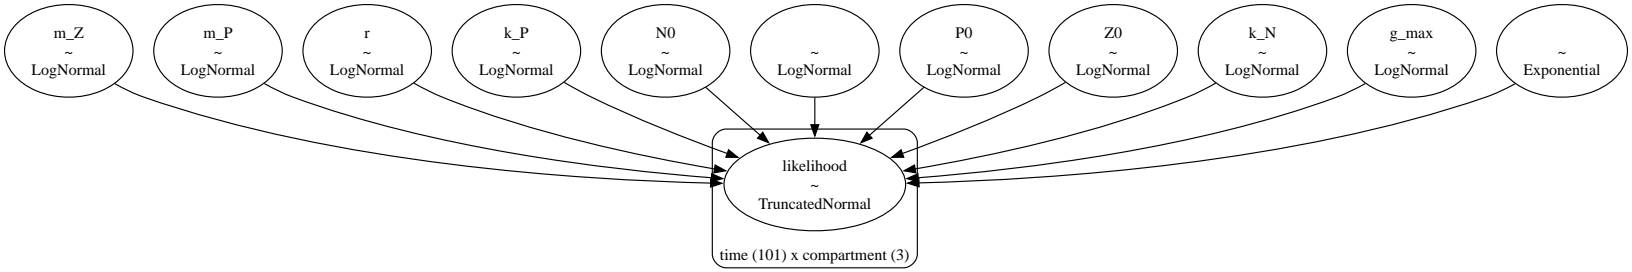 m_Z
~
LogNormal
m_P
~
LogNormal
r
~
LogNormal
k_P
~
LogNormal
N0
~
LogNormal
~
LogNormal
P0
~
LogNormal
Z0
~
LogNormal
k_N
~
LogNormal
g_max
~
LogNormal
~
Exponential
likelihood
~
TruncatedNormal
time (101) x compartment (3)